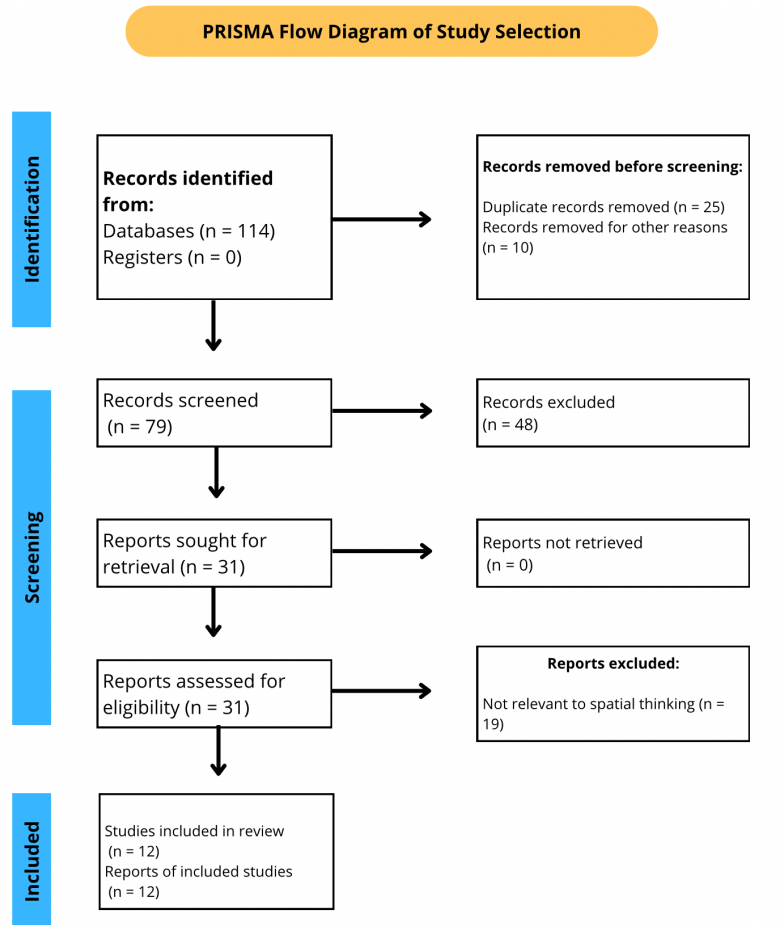 PRISMA Flow Diagram of Study Selection
Identification
Records identified
from:
Databases (n = 114)
Registers (n = 0)
Records removed before screening:
Duplicate records removed (n = 25)
Records removed for other reasons
(n = 10)
Screening
Records screened
(n = 79)
Records excluded
(n = 48)
Reports sought for
retrieval (n = 31)
Reports not retrieved
(n = 0)
Reports assessed for
eligibility (n = 31)
Reports excluded:
Not relevant to spatial thinking (n =
19)
Included
Studies included in review
(n = 12)
Reports of included studies
(n = 12)